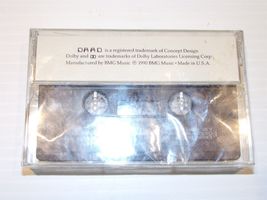 DAAD is a registered trademark of Concept Design
Dolby and are trademarks of Dolby Laboratories Licensing Corp.
Manufactured by BMG Music • ℗ 1990 BMG Music • Made in U.S.A.